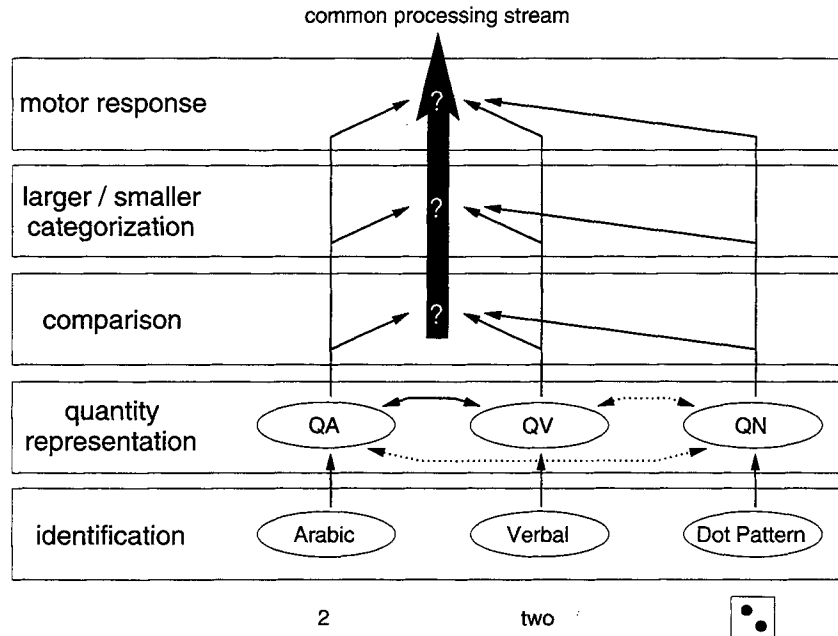 common processing stream
motor response
?
larger / smaller
categorization
?
comparison
?
quantity
representation
QA
QV
QN
identification
Arabic
Verbal
Dot Pattern
2
two